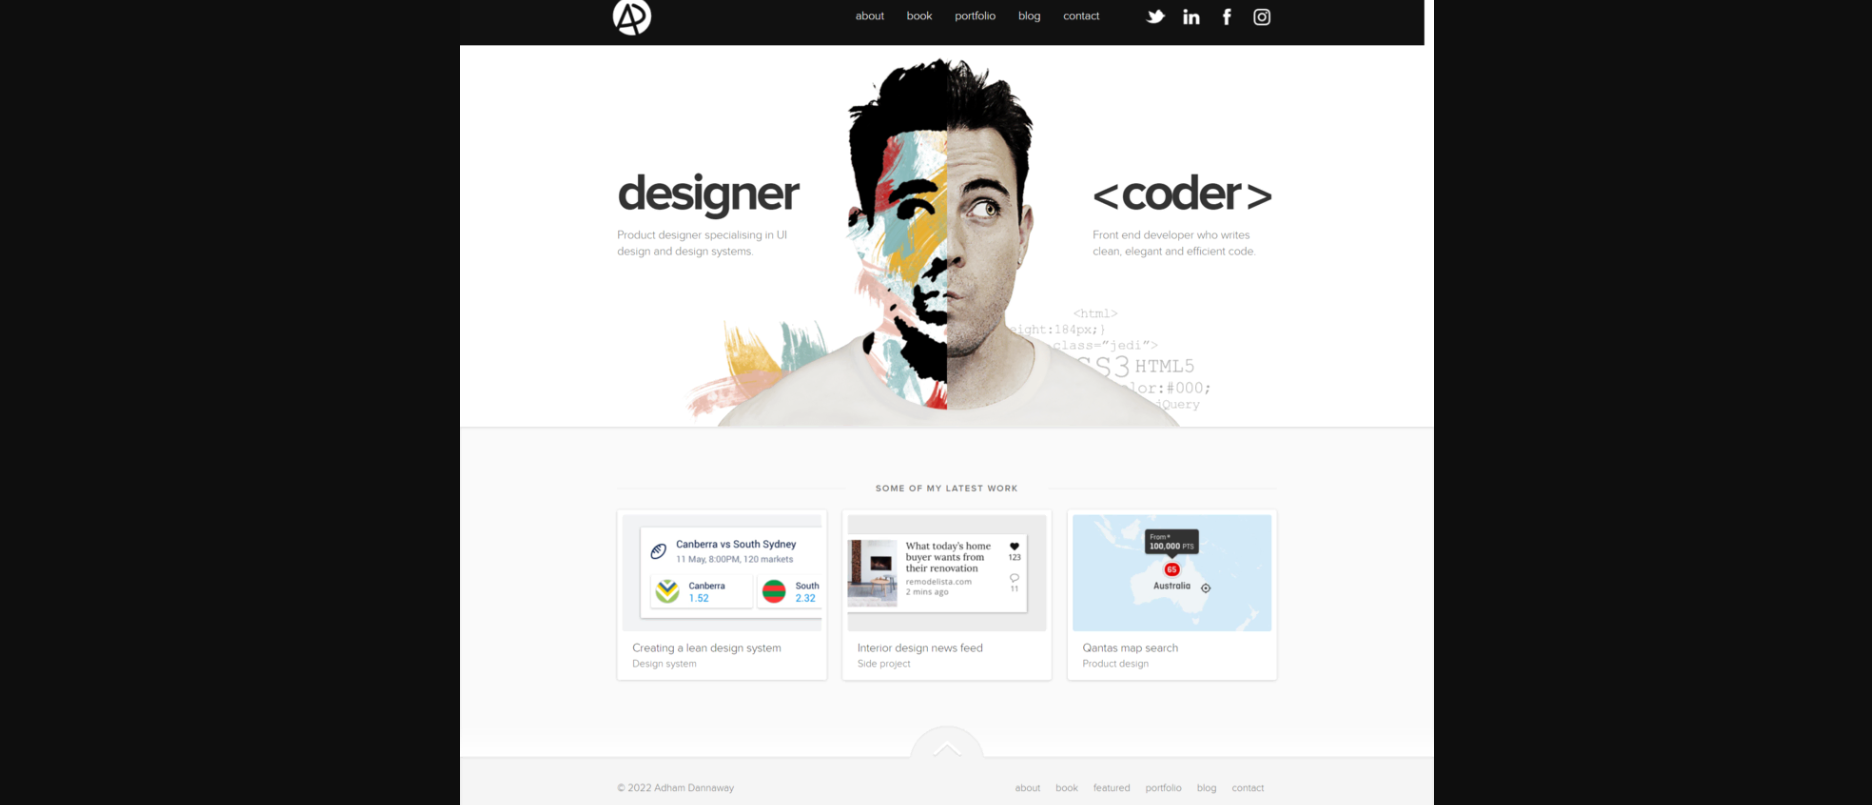 about book portfolio blog contact
designer
Product designer specialising in UI
design and design systems.
<coder>
Front end developer who writes
clean, elegant and efficient code.
<html>
eight:184px;}
class="jedi">
SS3 HTML5
lor:#000;
jQuery
SOME OF MY LATEST WORK
Canberra vs South Sydney
11 May, 8:00PM, 120 markets
Canberra
1.52
South
2.32
Creating a lean design system
Design system
What today's home
buyer wants from
their renovation
remodelista.com
2 mins ago
123
11
Interior design news feed
Side project
From*
100,000 PTS
65
Australia
Qantas map search
Product design
© 2022 Adham Dannaway
about book featured portfolio blog contact